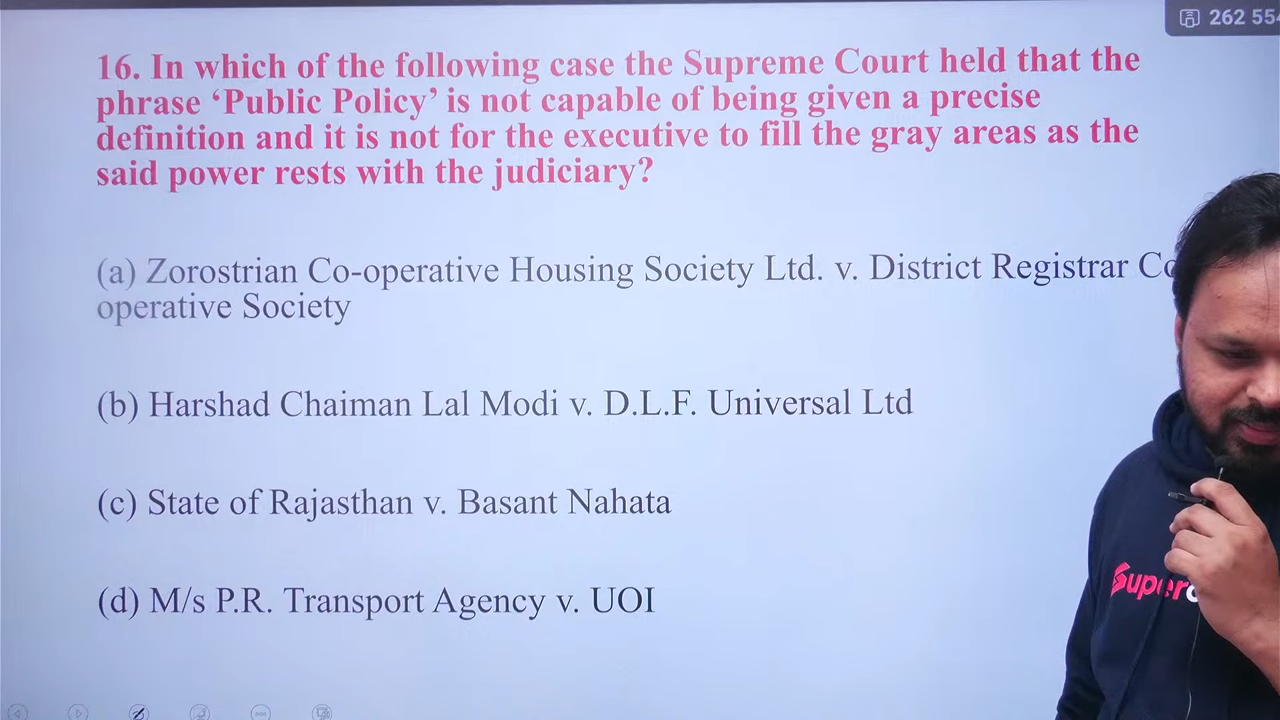 262 55
16. In which of the following case the Supreme Court held that the
phrase ‘Public Policy’ is not capable of being given a precise
definition and it is not for the executive to fill the gray areas as the
said power rests with the judiciary?
(a) Zorostrian Co-operative Housing Society Ltd. v. District Registrar Co
operative Society
(b) Harshad Chaiman Lal Modi v. D.L.F. Universal Ltd
(c) State of Rajasthan v. Basant Nahata
(d) M/s P.R. Transport Agency v. UOI
Super